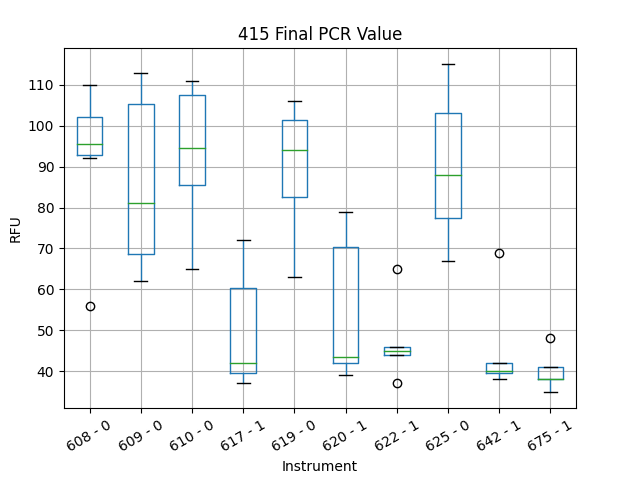 415 Final PCR Value
RFU
110
100
90
80
70
60
50
40
608 - 0
609 - 0
610 - 0
617 - 1
619 - 0
620 - 1
622 - 1
625 - 0
642 - 1
675 - 1
Instrument